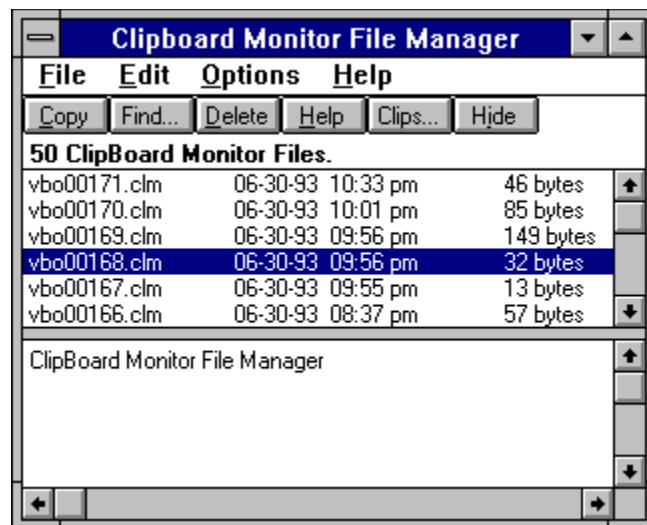 Clipboard Monitor File Manager
File Edit Options Help
Copy Find... Delete Help Clips... Hide
50 ClipBoard Monitor Files.
vbo00171.clm 06-30-93 10:33 pm 46 bytes
vbo00170.clm 06-30-93 10:01 pm 85 bytes
vbo00169.clm 06-30-93 09:56 pm 149 bytes
vbo00168.clm 06-30-93 09:56 pm 32 bytes
vbo00167.clm 06-30-93 09:55 pm 13 bytes
vbo00166.clm 06-30-93 08:37 pm 57 bytes
ClipBoard Monitor File Manager